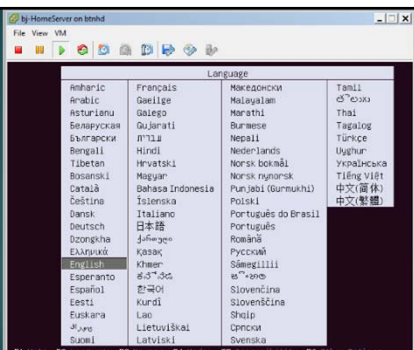 bj-HomeServer on btnhd
File View VM
Language
Amharic
Arabic
Asturianu
Беларуская
Български
Bengali
Tibetan
Bosanski
Català
Čeština
Dansk
Deutsch
Dzongkha
Ελληνικά
English
Esperanto
Español
Eesti
Euskara
Suomi
Français
Gaeilge
Galego
Gujarati
עברית
Hindi
Hrvatski
Magyar
Bahasa Indonesia
Íslenska
Italiano
日本語
ქართული
Қазақ
Khmer
ಕನ್ನಡ
한국어
Kurdî
Lao
Lietuviškai
Latviski
Македонски
Malayalam
Marathi
Burmese
Nepali
Nederlands
Norsk bokmål
Norsk nynorsk
Punjabi (Gurmukhi)
Polski
Português do Brasil
Português
Română
Русский
Sámegillii
Slovenčina
Slovenščina
Shqip
Српски
Svenska
Tamil
Thai
Tagalog
Türkçe
Uyghur
Українська
Tiếng Việt
中文(简体)
中文(繁體)